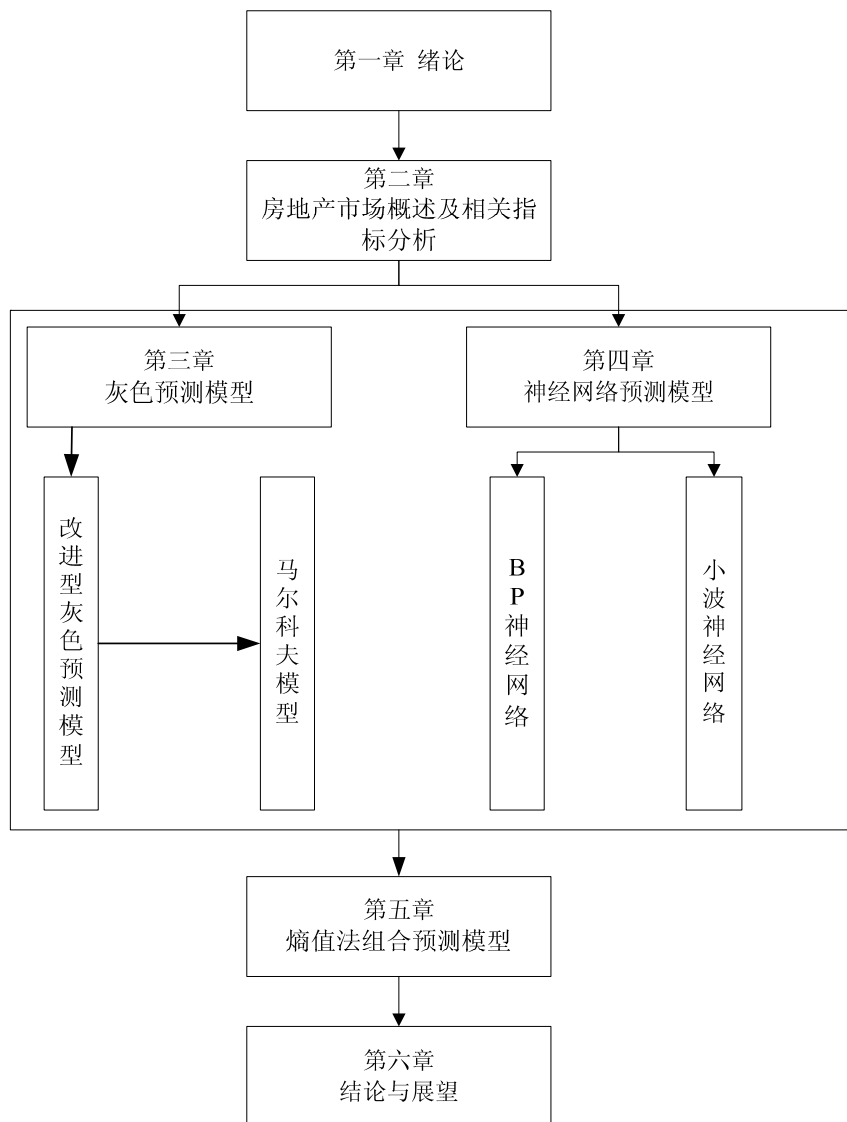 第一章 绪论
第二章
房地产市场概述及相关指
标分析
第三章
灰色预测模型
第四章
神经网络预测模型
改进型灰色预测模型
马尔科夫模型
BP神经网络
小波神经网络
第五章
熵值法组合预测模型
第六章
结论与展望